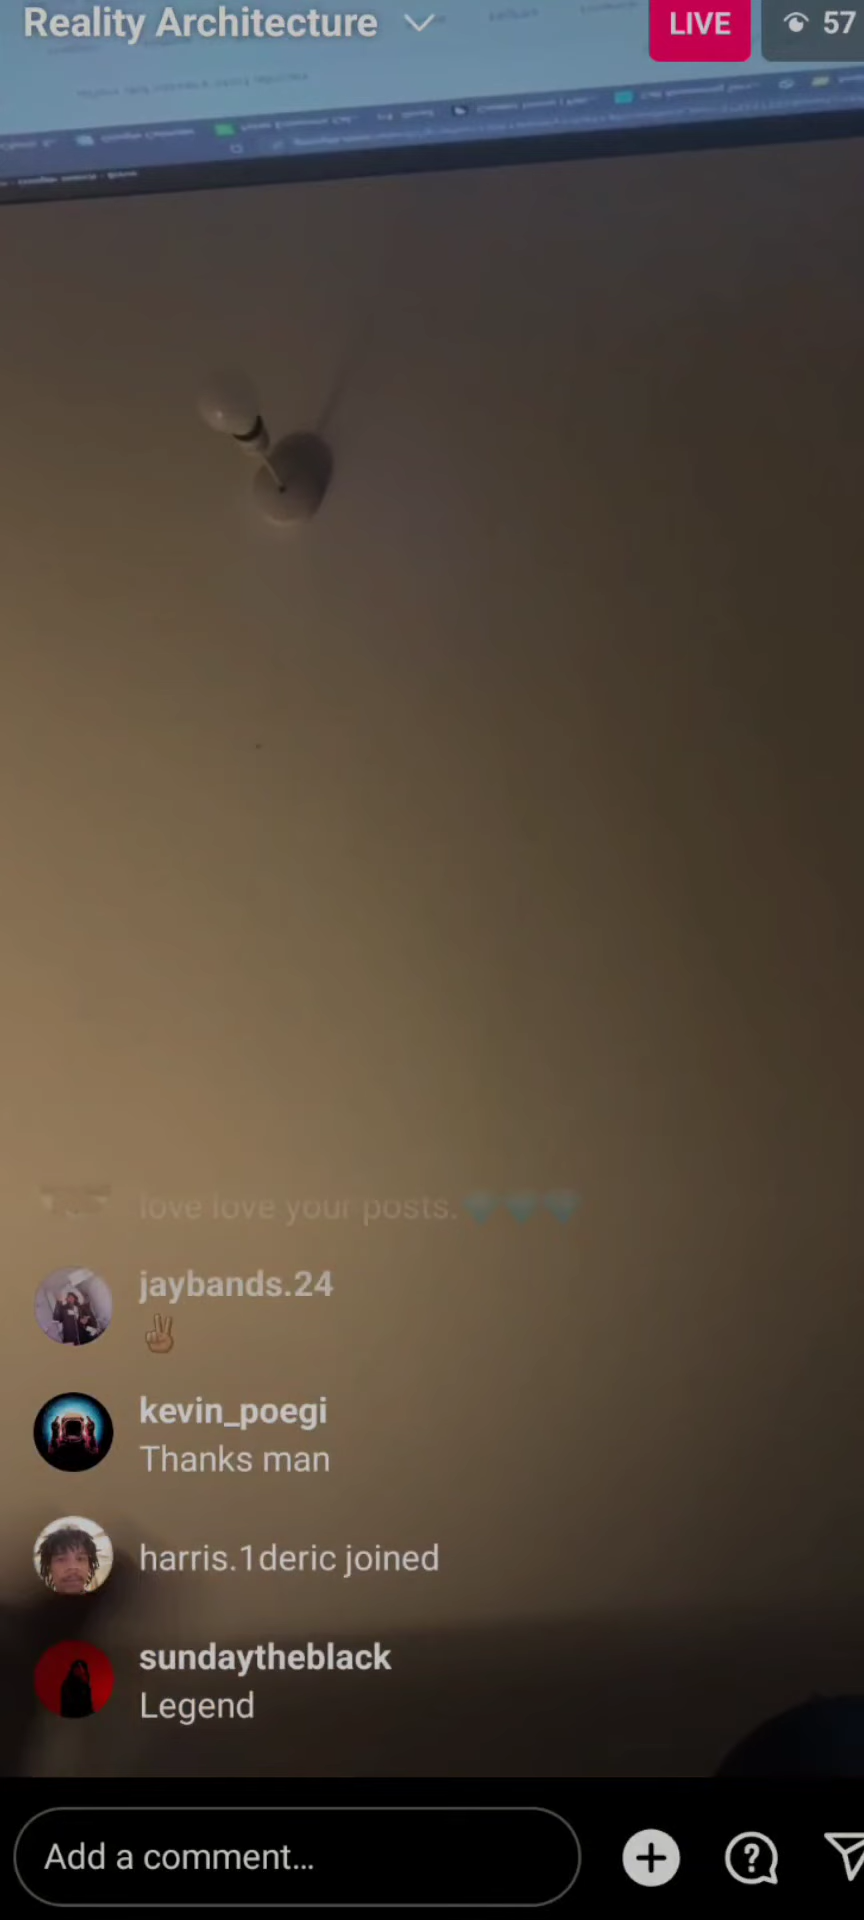 Reality Architecture
LIVE
57
love love your posts. 💎💎💎
jaybands.24
✌🏽
kevin_poegi
Thanks man
harris.1deric joined
sundaytheblack
Legend
Add a comment...